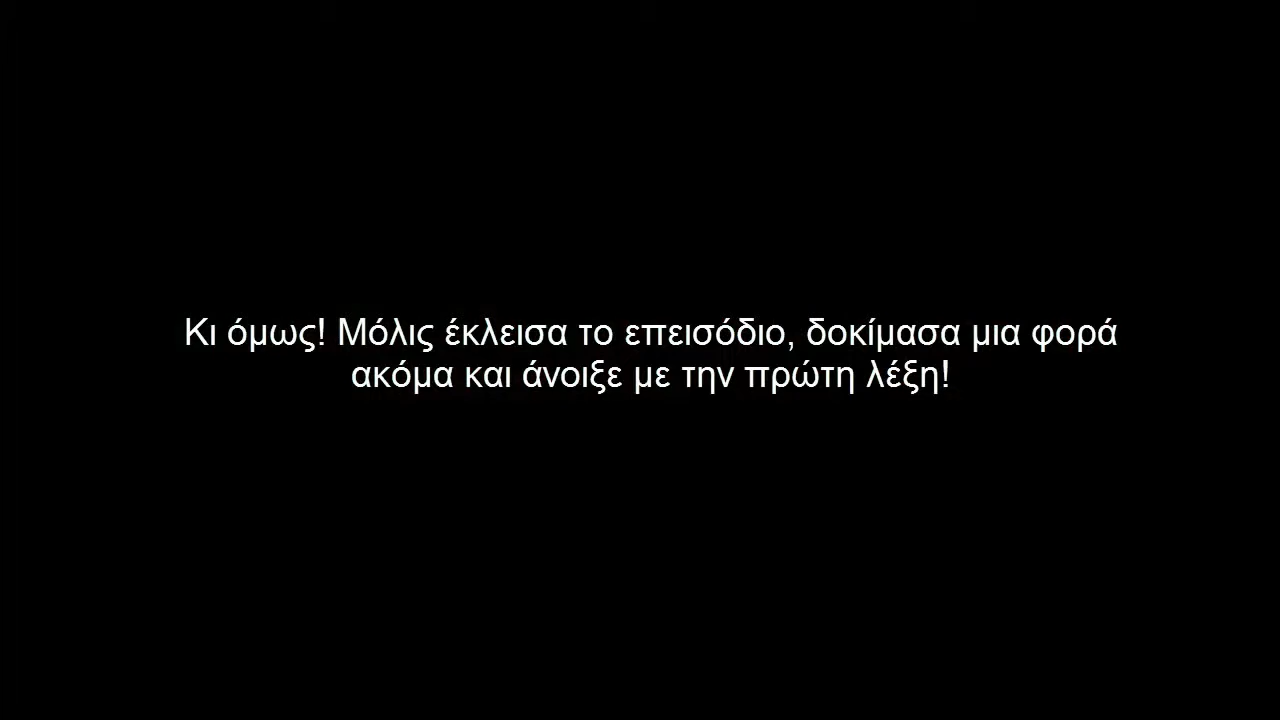 Κι όμως! Μόλις έκλεισα το επεισόδιο, δοκίμασα μια φορά
ακόμα και άνοιξε με την πρώτη λέξη!